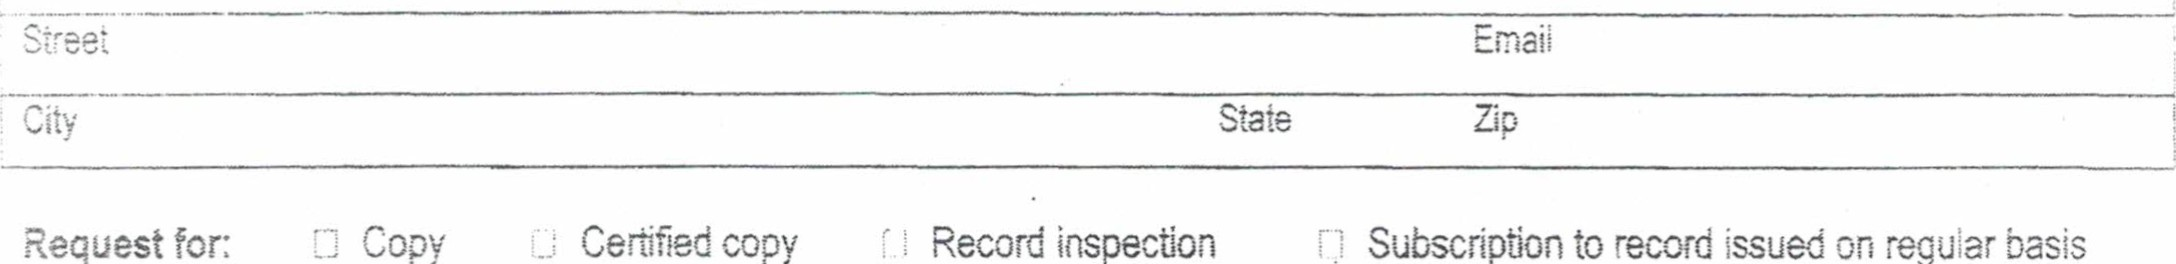 Street Email
City State Zip
Request for: ☐ Copy ☐ Certified copy ☐ Record inspection ☐ Subscription to record issued on regular basis